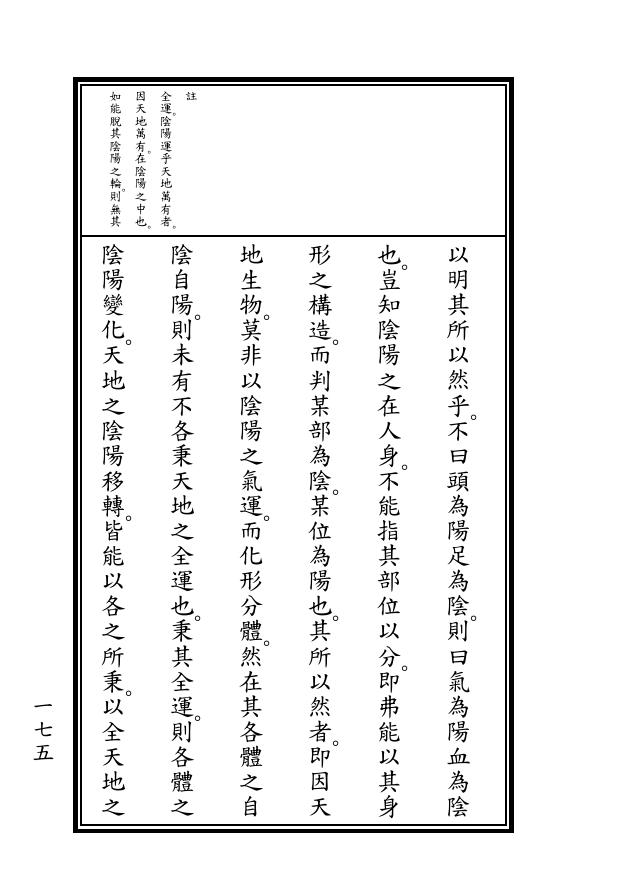 註
全運。陰陽運乎天地萬有者。
因天地萬有。在陰陽之中也。
如能脫其陰陽之輪。則無其
以明其所以然乎。不曰頭為陽足為陰。則曰氣為陽血為陰
也。豈知陰陽之在人身。不能指其部位以分。即弗能以其身
形之構造。而判某部為陰。某位為陽也。其所以然者。即因天
地生物。莫非以陰陽之氣運。而化形分體。然在其各體之自
陰自陽。則未有不各秉天地之全運也。秉其全運。則各體之
陰陽變化。天地之陰陽移轉。皆能以各之所秉。以全天地之
一七五